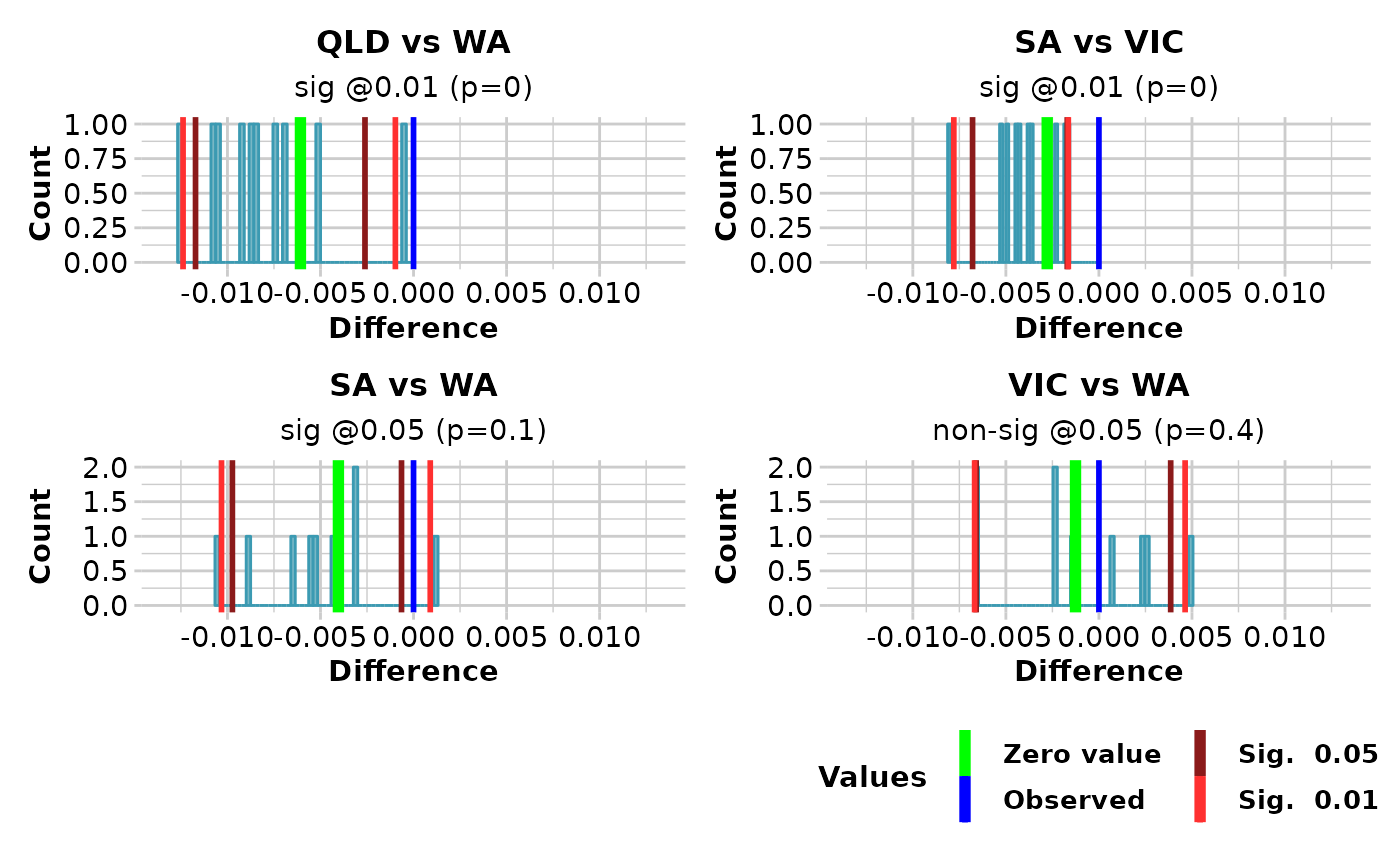 QLD vs WA
sig @0.01 (p=0)
Count
1.00
0.75
0.50
0.25
0.00
-0.010 -0.005 0.000 0.005 0.010
Difference
SA vs VIC
sig @0.01 (p=0)
Count
1.00
0.75
0.50
0.25
0.00
-0.010 -0.005 0.000 0.005 0.010
Difference
SA vs WA
sig @0.05 (p=0.1)
Count
2.0
1.5
1.0
0.5
0.0
-0.010 -0.005 0.000 0.005 0.010
Difference
VIC vs WA
non-sig @0.05 (p=0.4)
Count
2.0
1.5
1.0
0.5
0.0
-0.010 -0.005 0.000 0.005 0.010
Difference
Values
Zero value
Observed
Sig. 0.05
Sig. 0.01